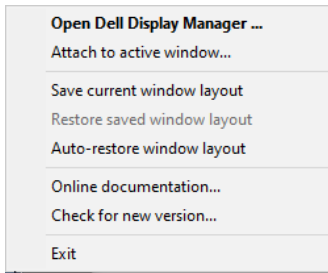 Open Dell Display Manager ...
Attach to active window...
Save current window layout
Restore saved window layout
Auto-restore window layout
Online documentation...
Check for new version...
Exit